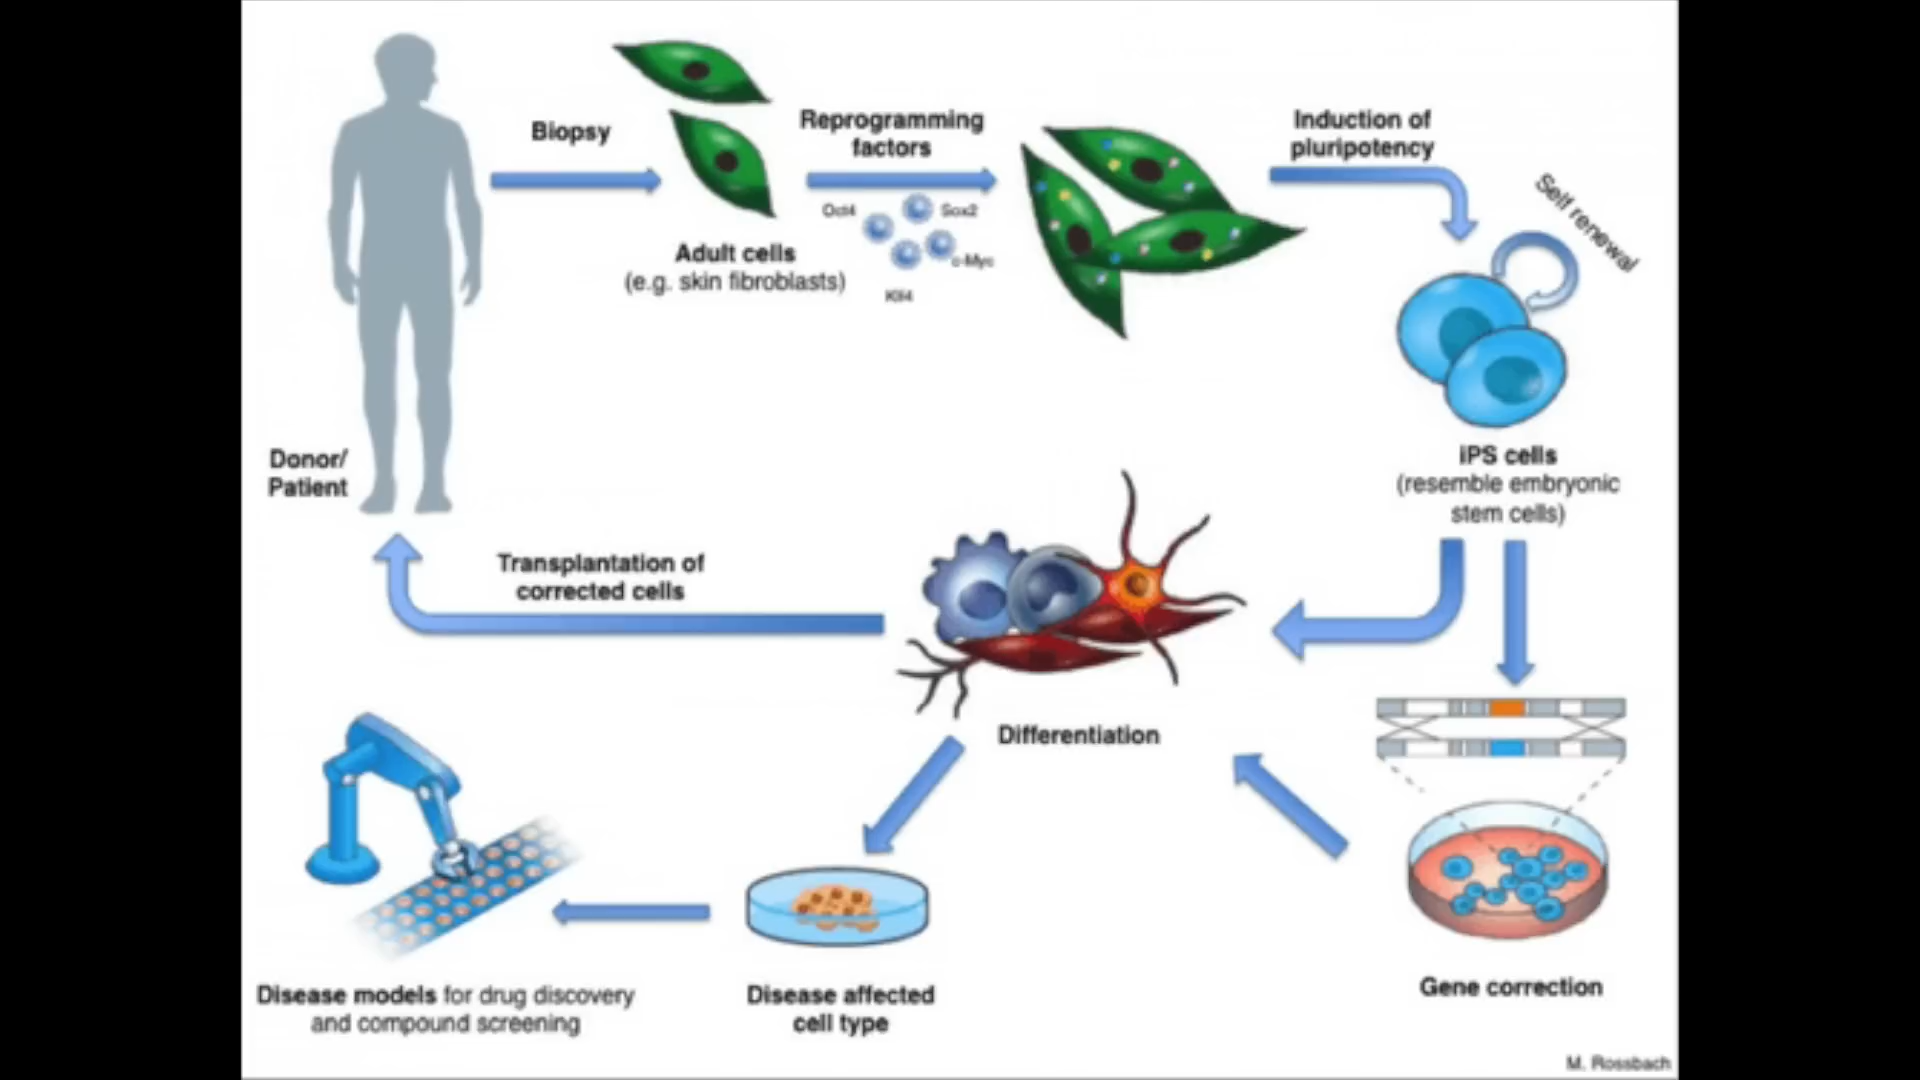 Biopsy
Reprogramming
factors
Induction of
pluripotency
Self renewal
Oct4
Sox2
c-Myc
Klf4
Adult cells
(e.g. skin fibroblasts)
Donor/
Patient
iPS cells
(resemble embryonic
stem cells)
Transplantation of
corrected cells
Differentiation
Gene correction
Disease affected
cell type
Disease models for drug discovery
and compound screening
M. Rossbach